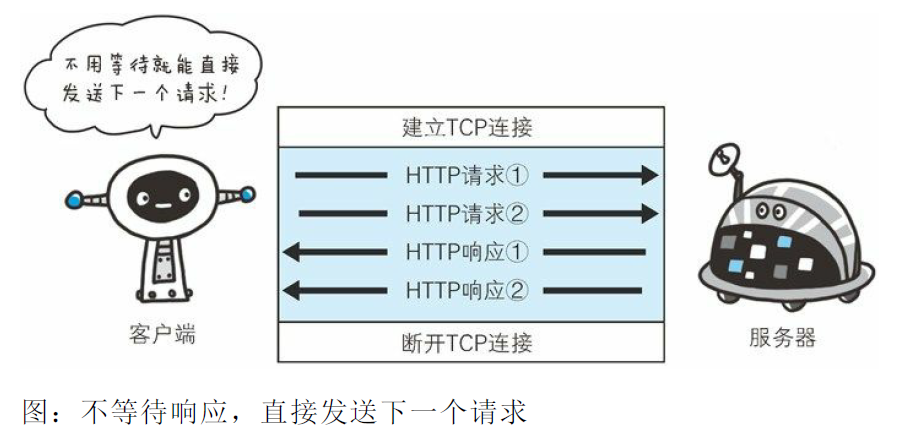 不用等待就能直接
发送下一个请求!
建立TCP连接
HTTP请求①
HTTP请求②
HTTP响应①
HTTP响应②
断开TCP连接
客户端
服务器
图：不等待响应，直接发送下一个请求